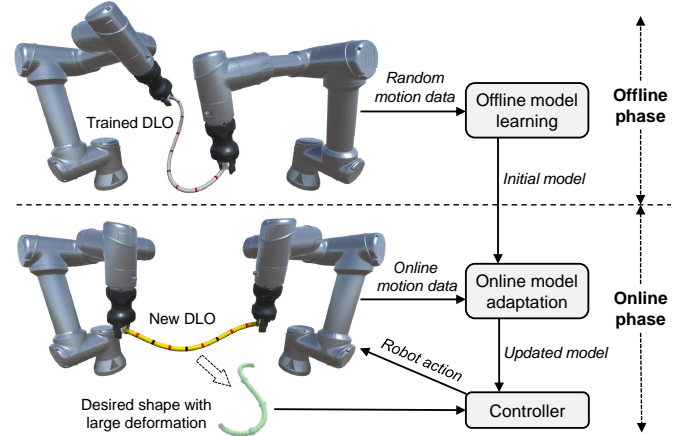 Trained DLO
Random
motion data
Offline model
learning
Offline
phase
Initial model
New DLO
Online
motion data
Online model
adaptation
Online
phase
Robot action
Updated model
Desired shape with
large deformation
Controller